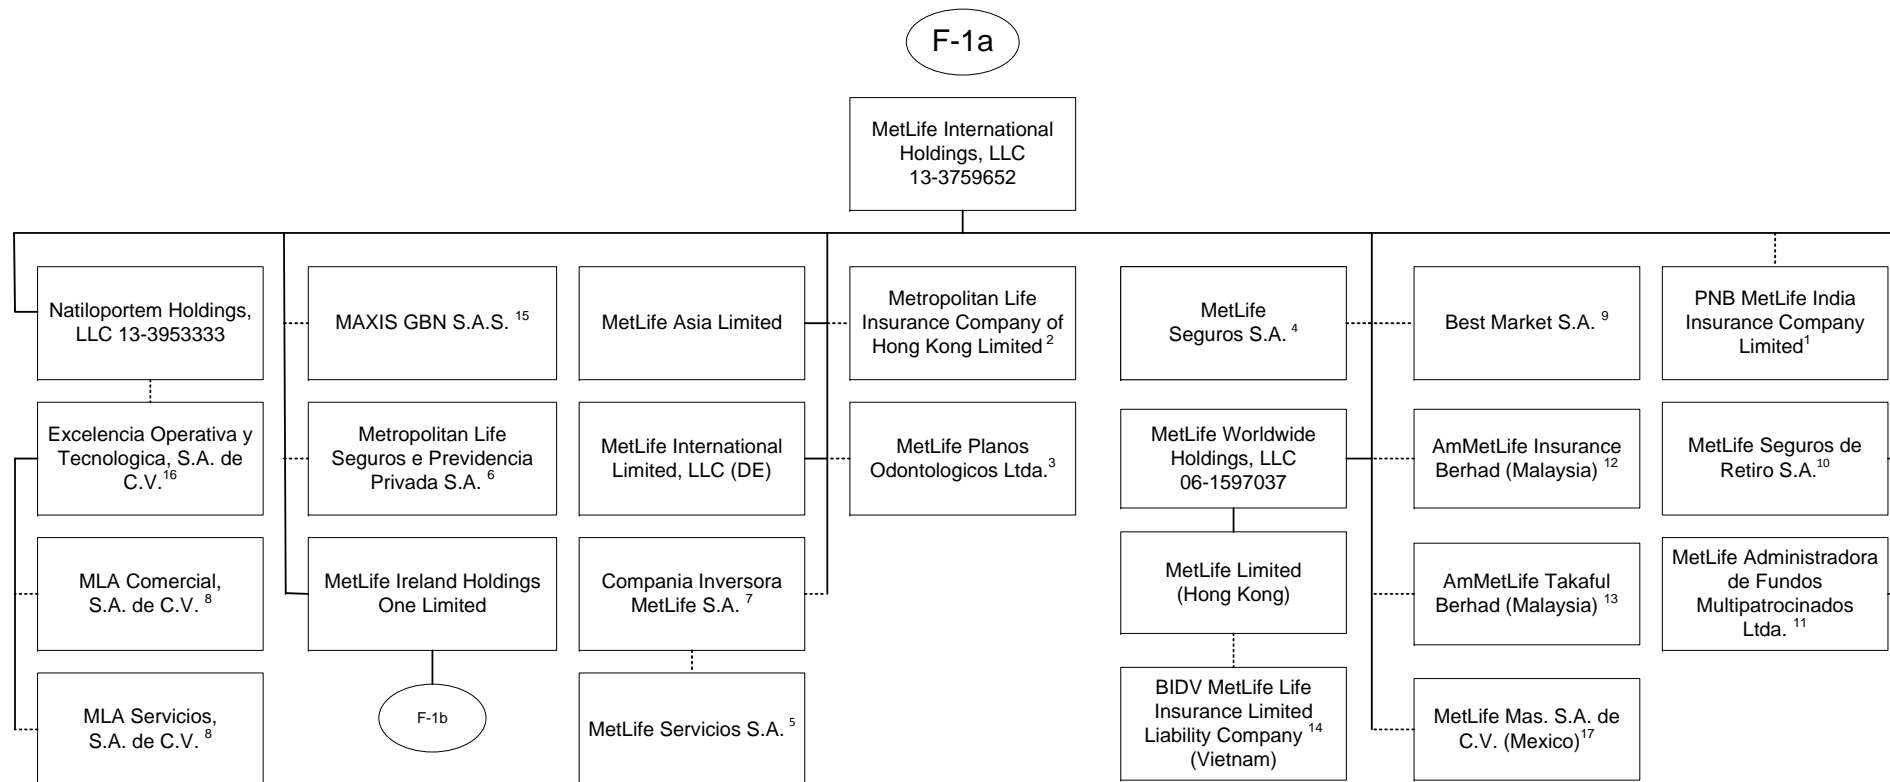 F-1a
MetLife International
Holdings, LLC
13-3759652
Natiloportem Holdings,
LLC 13-3953333
MAXIS GBN S.A.S. 15
MetLife Asia Limited
Metropolitan Life
Insurance Company of
Hong Kong Limited 2
MetLife
Seguros S.A. 4
Best Market S.A. 9
PNB MetLife India
Insurance Company
Limited1
Excelencia Operativa y
Tecnologica, S.A. de
C.V.16
Metropolitan Life
Seguros e Previdencia
Privada S.A. 6
MetLife International
Limited, LLC (DE)
MetLife Planos
Odontologicos Ltda.3
MetLife Worldwide
Holdings, LLC
06-1597037
AmMetLife Insurance
Berhad (Malaysia) 12
MetLife Seguros de
Retiro S.A.10
MLA Comercial,
S.A. de C.V. 8
MetLife Ireland Holdings
One Limited
Compania Inversora
MetLife S.A. 7
MetLife Limited
(Hong Kong)
AmMetLife Takaful
Berhad (Malaysia) 13
MetLife Administradora
de Fundos
Multipatrocinados
Ltda. 11
MLA Servicios,
S.A. de C.V. 8
F-1b
MetLife Servicios S.A. 5
BIDV MetLife Life
Insurance Limited
Liability Company 14
(Vietnam)
MetLife Mas. S.A. de
C.V. (Mexico)17